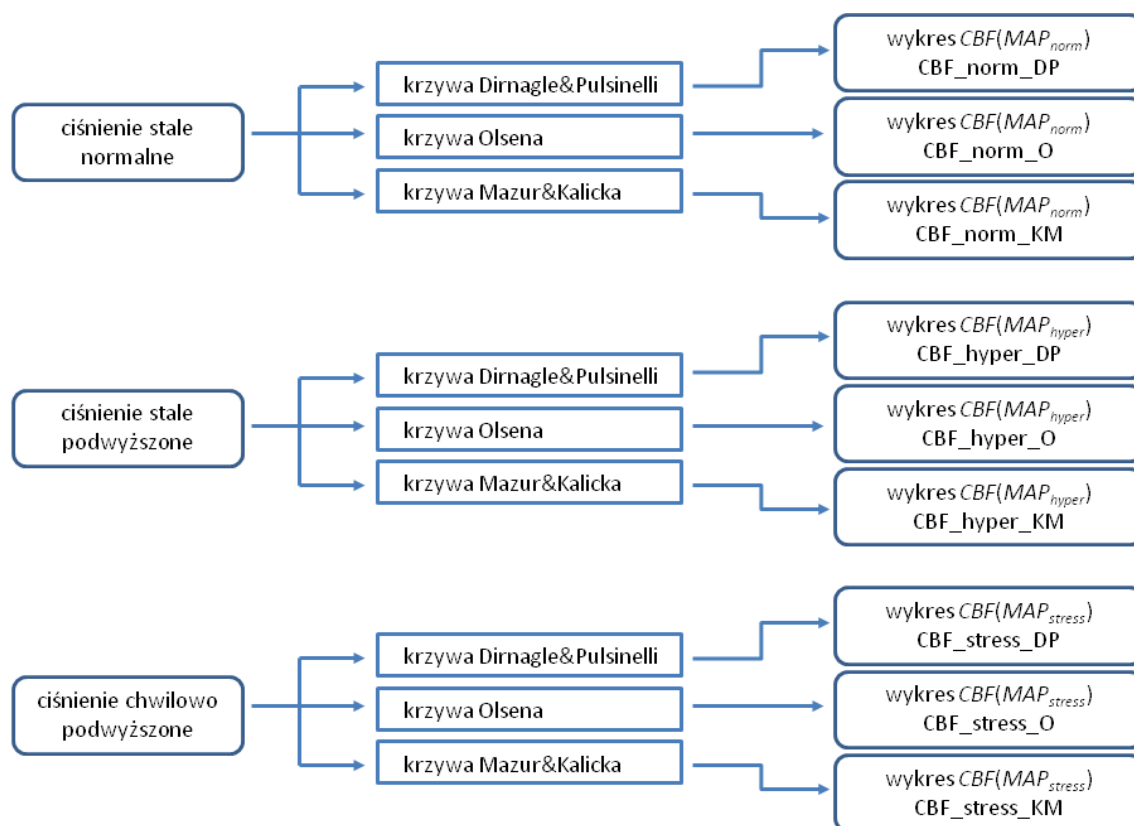 ciśnienie stale
normalne
krzywa Dirnagle&Pulsinelli
krzywa Olsena
krzywa Mazur&Kalicka
wykres CBF(MAPnorm)
CBF_norm_DP
wykres CBF(MAPnorm)
CBF_norm_O
wykres CBF(MAPnorm)
CBF_norm_KM
ciśnienie stale
podwyższone
krzywa Dirnagle&Pulsinelli
krzywa Olsena
krzywa Mazur&Kalicka
wykres CBF(MAPhyper)
CBF_hyper_DP
wykres CBF(MAPhyper)
CBF_hyper_O
wykres CBF(MAPhyper)
CBF_hyper_KM
ciśnienie chwilowo
podwyższone
krzywa Dirnagle&Pulsinelli
krzywa Olsena
krzywa Mazur&Kalicka
wykres CBF(MAPstress)
CBF_stress_DP
wykres CBF(MAPstress)
CBF_stress_O
wykres CBF(MAPstress)
CBF_stress_KM